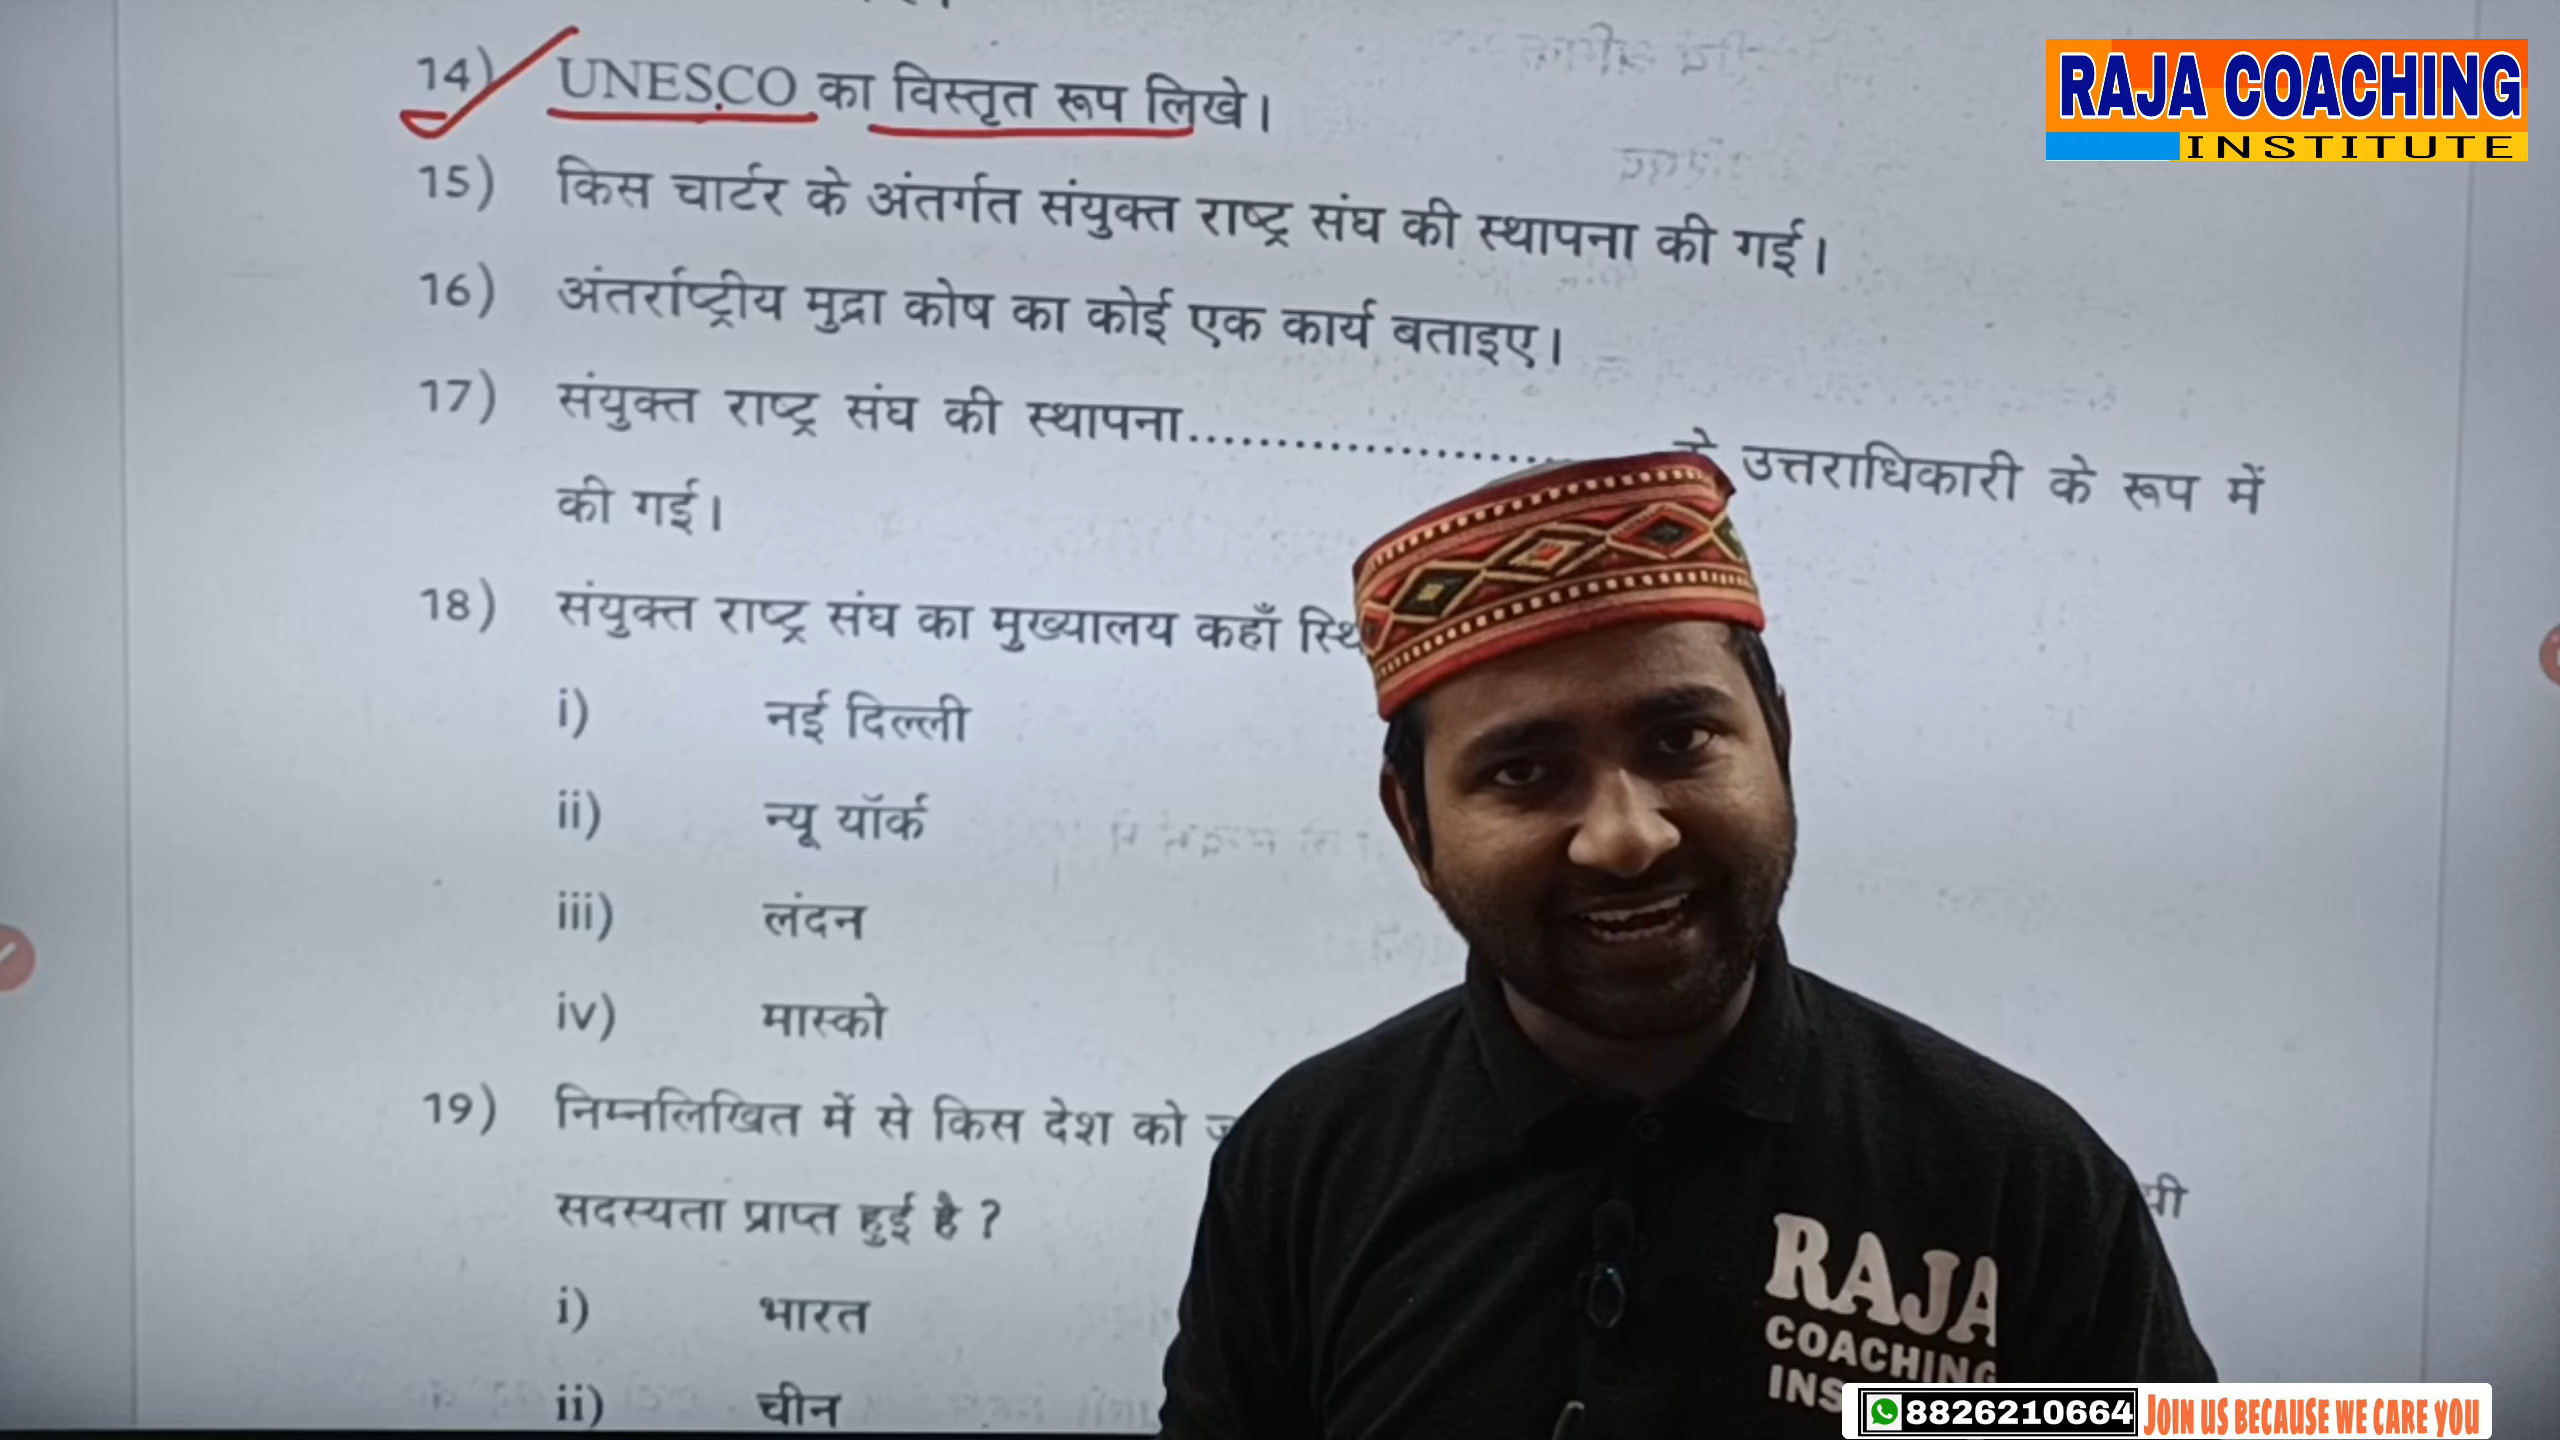 14) UNESCO का विस्तृत रूप लिखे।
15) किस चार्टर के अंतर्गत संयुक्त राष्ट्र संघ की स्थापना की गई।
16) अंतर्राष्ट्रीय मुद्रा कोष का कोई एक कार्य बताइए।
17) संयुक्त राष्ट्र संघ की स्थापना.......................... उत्तराधिकारी के रूप में
की गई।
18) संयुक्त राष्ट्र संघ का मुख्यालय कहाँ
i) नई दिल्ली
ii) न्यू यॉर्क
iii) लंदन
iv) मास्को
19) निम्नलिखित में से किस देश को
सदस्यता प्राप्त हुई है ?
i) भारत
ii) चीन
RAJA COACHING
INSTITUTE
RAJA
COACHING
INS
8826210664 JOIN US BECAUSE WE CARE YOU